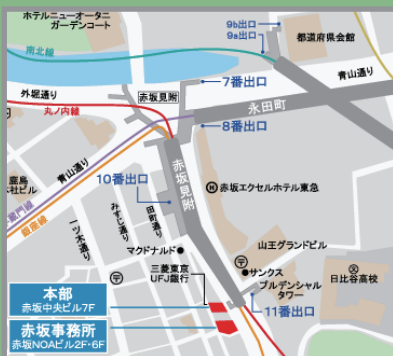 ホテルニューオータニ
ガーデンコート
9b出口
9a出口
都道府県会館
南北線
青山通り
7番出口
外堀通り
赤坂見附
永田町
丸ノ内線
8番出口
鹿島
青山通り
赤坂見附
10番出口
赤坂エクセルホテル東急
半蔵門線
銀座線
一ツ木通り
みすじ通り
田町通り
山王グランドビル
マクドナルド
サンクス
日比谷高校
三菱東京
UFJ銀行
プルデンシャル
タワー
11番出口
本部
赤坂中央ビル7F
赤坂事務所
赤坂NOAビル2F・6F